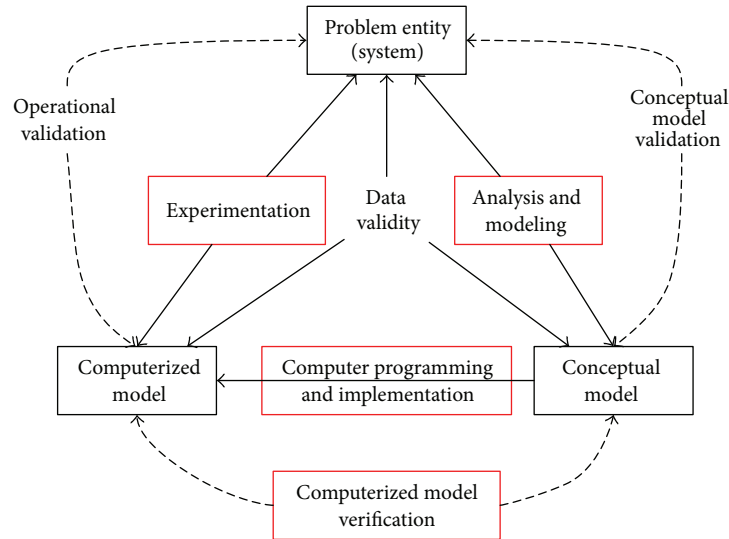 Problem entity
(system)
Operational
validation
Conceptual
model
validation
Experimentation
Data
validity
Analysis and
modeling
Computerized
model
Computer programming
and implementation
Conceptual
model
Computerized model
verification